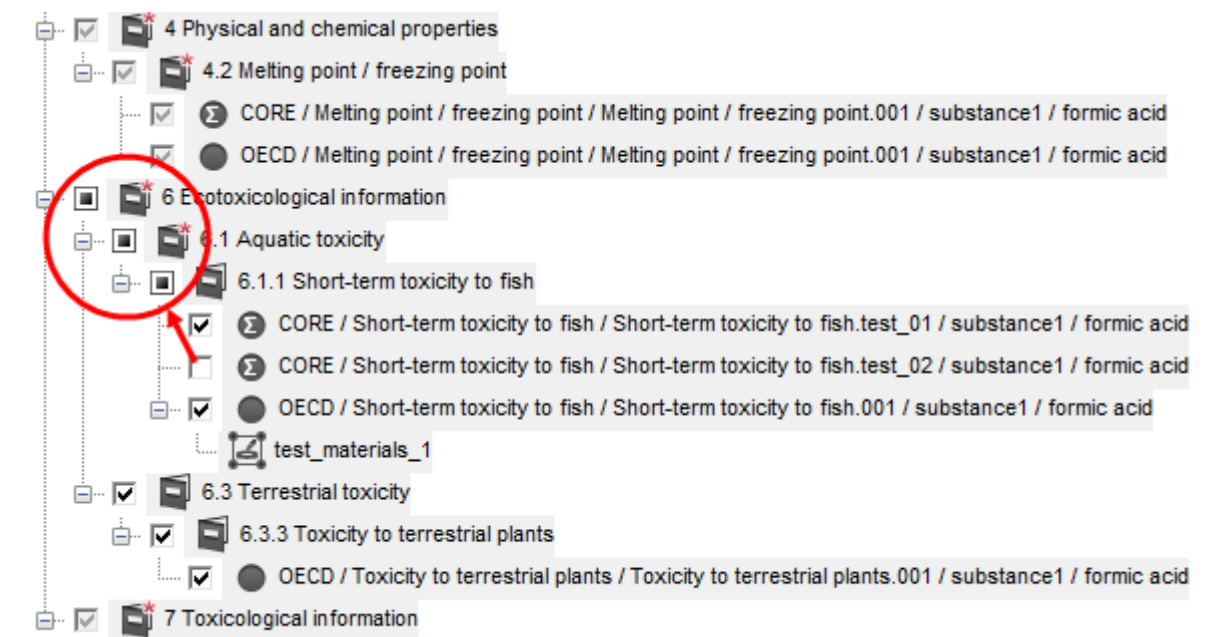 4 Physical and chemical properties
4.2 Melting point / freezing point
CORE / Melting point / freezing point / Melting point / freezing point.001 / substance1 / formic acid
OECD / Melting point / freezing point / Melting point / freezing point.001 / substance1 / formic acid
6 Ecotoxicological information
6.1 Aquatic toxicity
6.1.1 Short-term toxicity to fish
CORE / Short-term toxicity to fish / Short-term toxicity to fish.test_01 / substance1 / formic acid
CORE / Short-term toxicity to fish / Short-term toxicity to fish.test_02 / substance1 / formic acid
OECD / Short-term toxicity to fish / Short-term toxicity to fish.001 / substance1 / formic acid
test_materials_1
6.3 Terrestrial toxicity
6.3.3 Toxicity to terrestrial plants
OECD / Toxicity to terrestrial plants / Toxicity to terrestrial plants.001 / substance1 / formic acid
7 Toxicological information